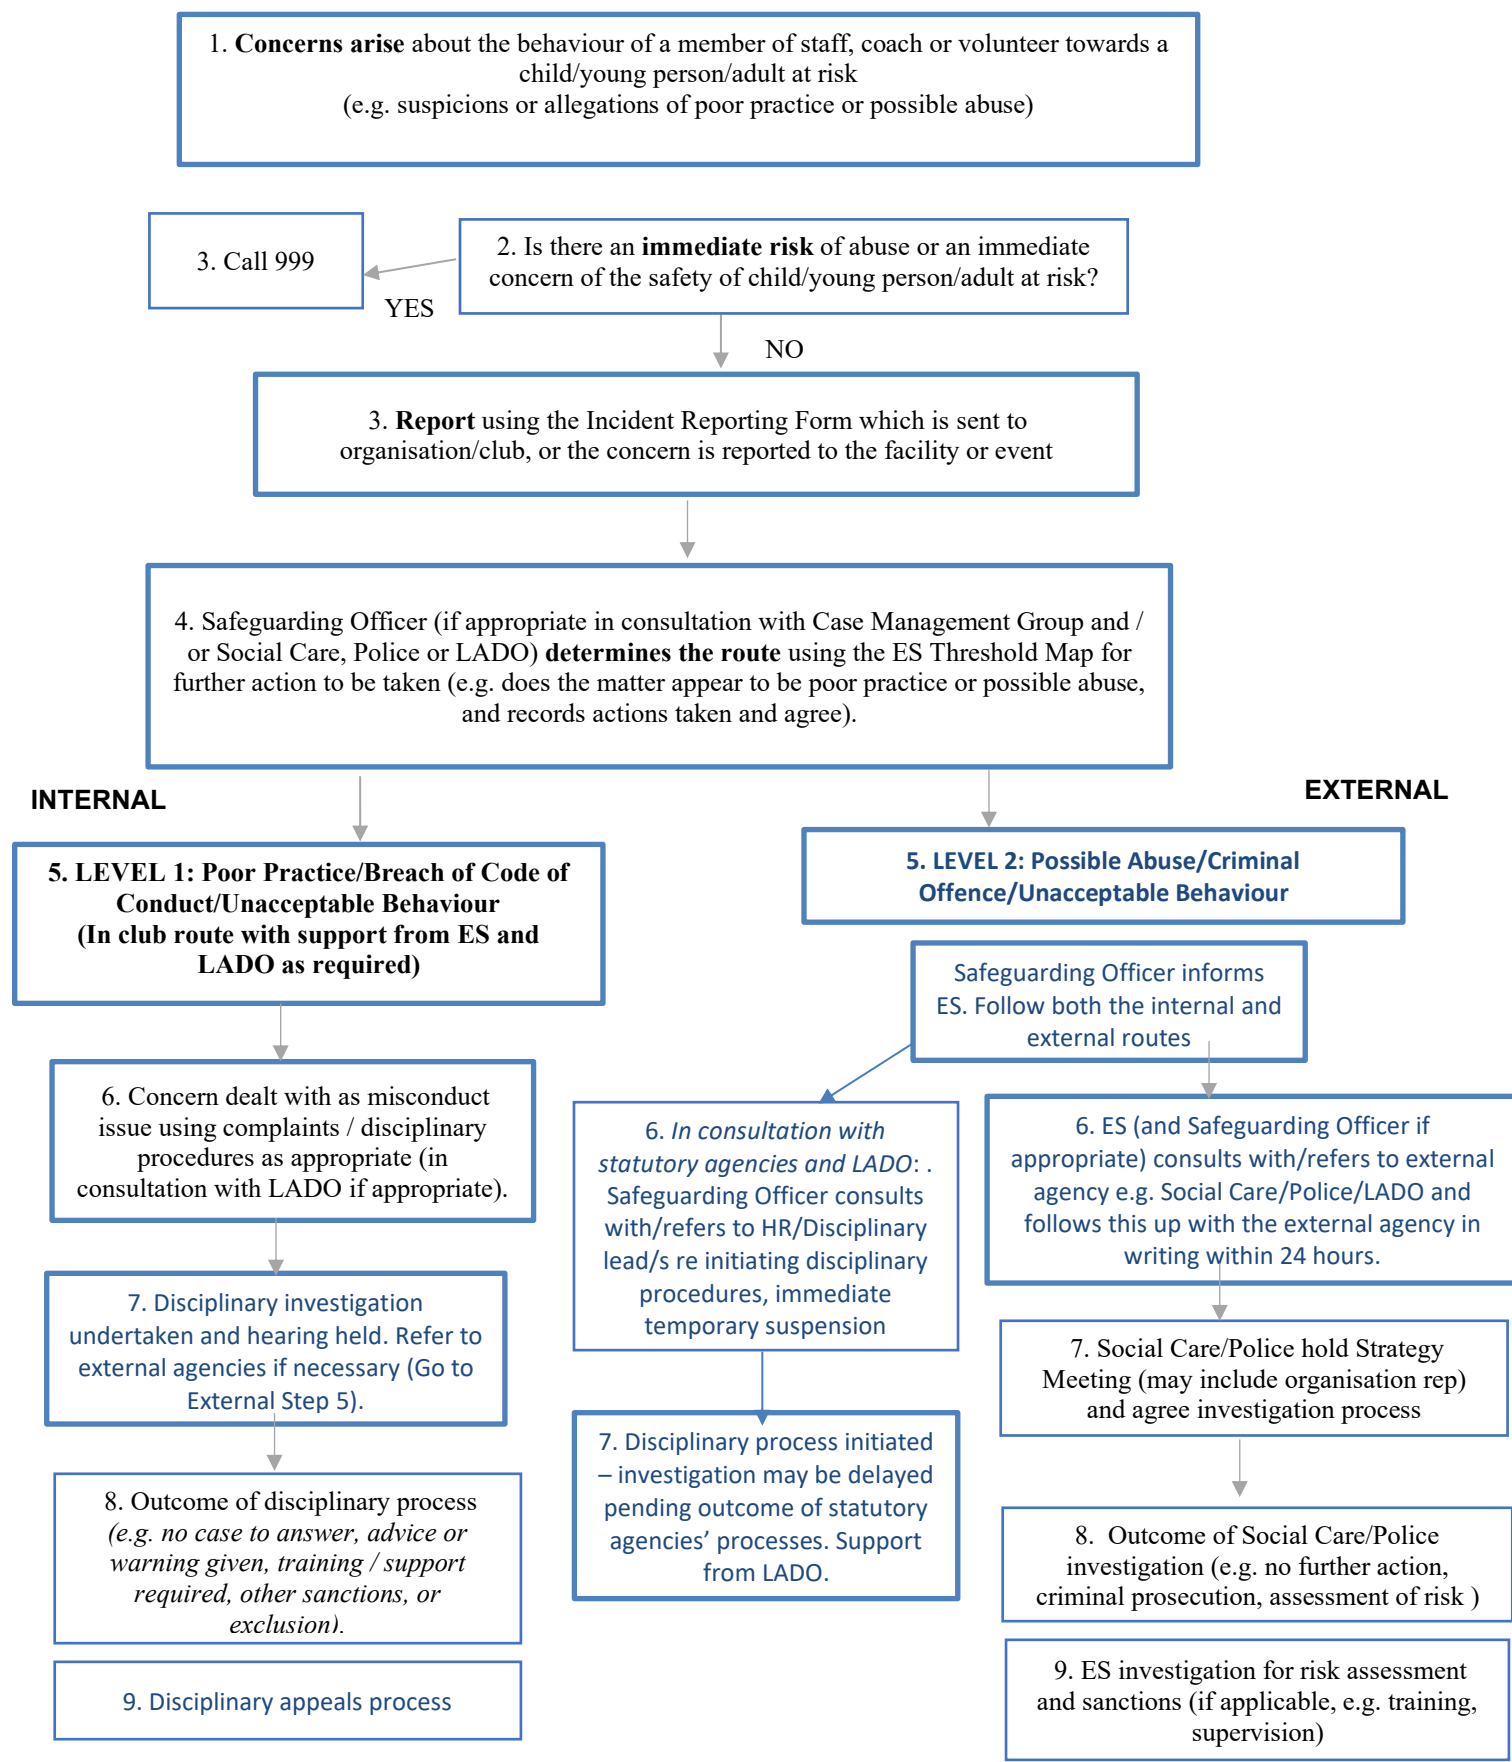 1. Concerns arise about the behaviour of a member of staff, coach or volunteer towards a
child/young person/adult at risk
(e.g. suspicions or allegations of poor practice or possible abuse)
3. Call 999
2. Is there an immediate risk of abuse or an immediate
concern of the safety of child/young person/adult at risk?
YES
NO
3. Report using the Incident Reporting Form which is sent to
organisation/club, or the concern is reported to the facility or event
4. Safeguarding Officer (if appropriate in consultation with Case Management Group and /
or Social Care, Police or LADO) determines the route using the ES Threshold Map for
further action to be taken (e.g. does the matter appear to be poor practice or possible abuse,
and records actions taken and agree).
INTERNAL
EXTERNAL
5. LEVEL 1: Poor Practice/Breach of Code of
Conduct/Unacceptable Behaviour
(In club route with support from ES and
LADO as required)
6. Concern dealt with as misconduct
issue using complaints / disciplinary
procedures as appropriate (in
consultation with LADO if appropriate).
7. Disciplinary investigation
undertaken and hearing held. Refer to
external agencies if necessary (Go to
External Step 5).
8. Outcome of disciplinary process
(e.g. no case to answer, advice or
warning given, training / support
required, other sanctions, or
exclusion).
9. Disciplinary appeals process
5. LEVEL 2: Possible Abuse/Criminal
Offence/Unacceptable Behaviour
Safeguarding Officer informs
ES. Follow both the internal and
external routes
6. In consultation with
statutory agencies and LADO: .
Safeguarding Officer consults
with/refers to HR/Disciplinary
lead/s re initiating disciplinary
procedures, immediate
temporary suspension
7. Disciplinary process initiated
– investigation may be delayed
pending outcome of statutory
agencies’ processes. Support
from LADO.
6. ES (and Safeguarding Officer if
appropriate) consults with/refers to external
agency e.g. Social Care/Police/LADO and
follows this up with the external agency in
writing within 24 hours.
7. Social Care/Police hold Strategy
Meeting (may include organisation rep)
and agree investigation process
8. Outcome of Social Care/Police
investigation (e.g. no further action,
criminal prosecution, assessment of risk )
9. ES investigation for risk assessment
and sanctions (if applicable, e.g. training,
supervision)